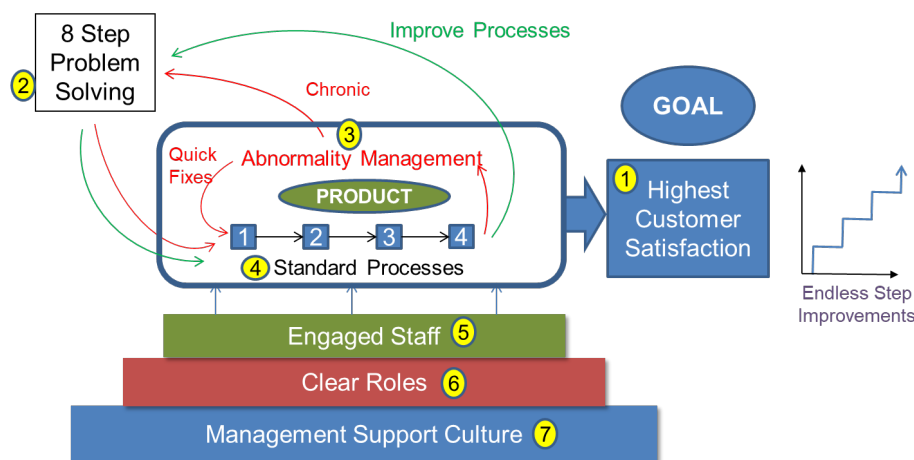 8 Step
Problem
Solving
2
Improve Processes
Chronic
GOAL
3
Quick
Fixes
Abnormality Management
PRODUCT
1 2 3 4
4 Standard Processes
1
Highest
Customer
Satisfaction
Endless Step
Improvements
Engaged Staff 5
Clear Roles 6
Management Support Culture 7